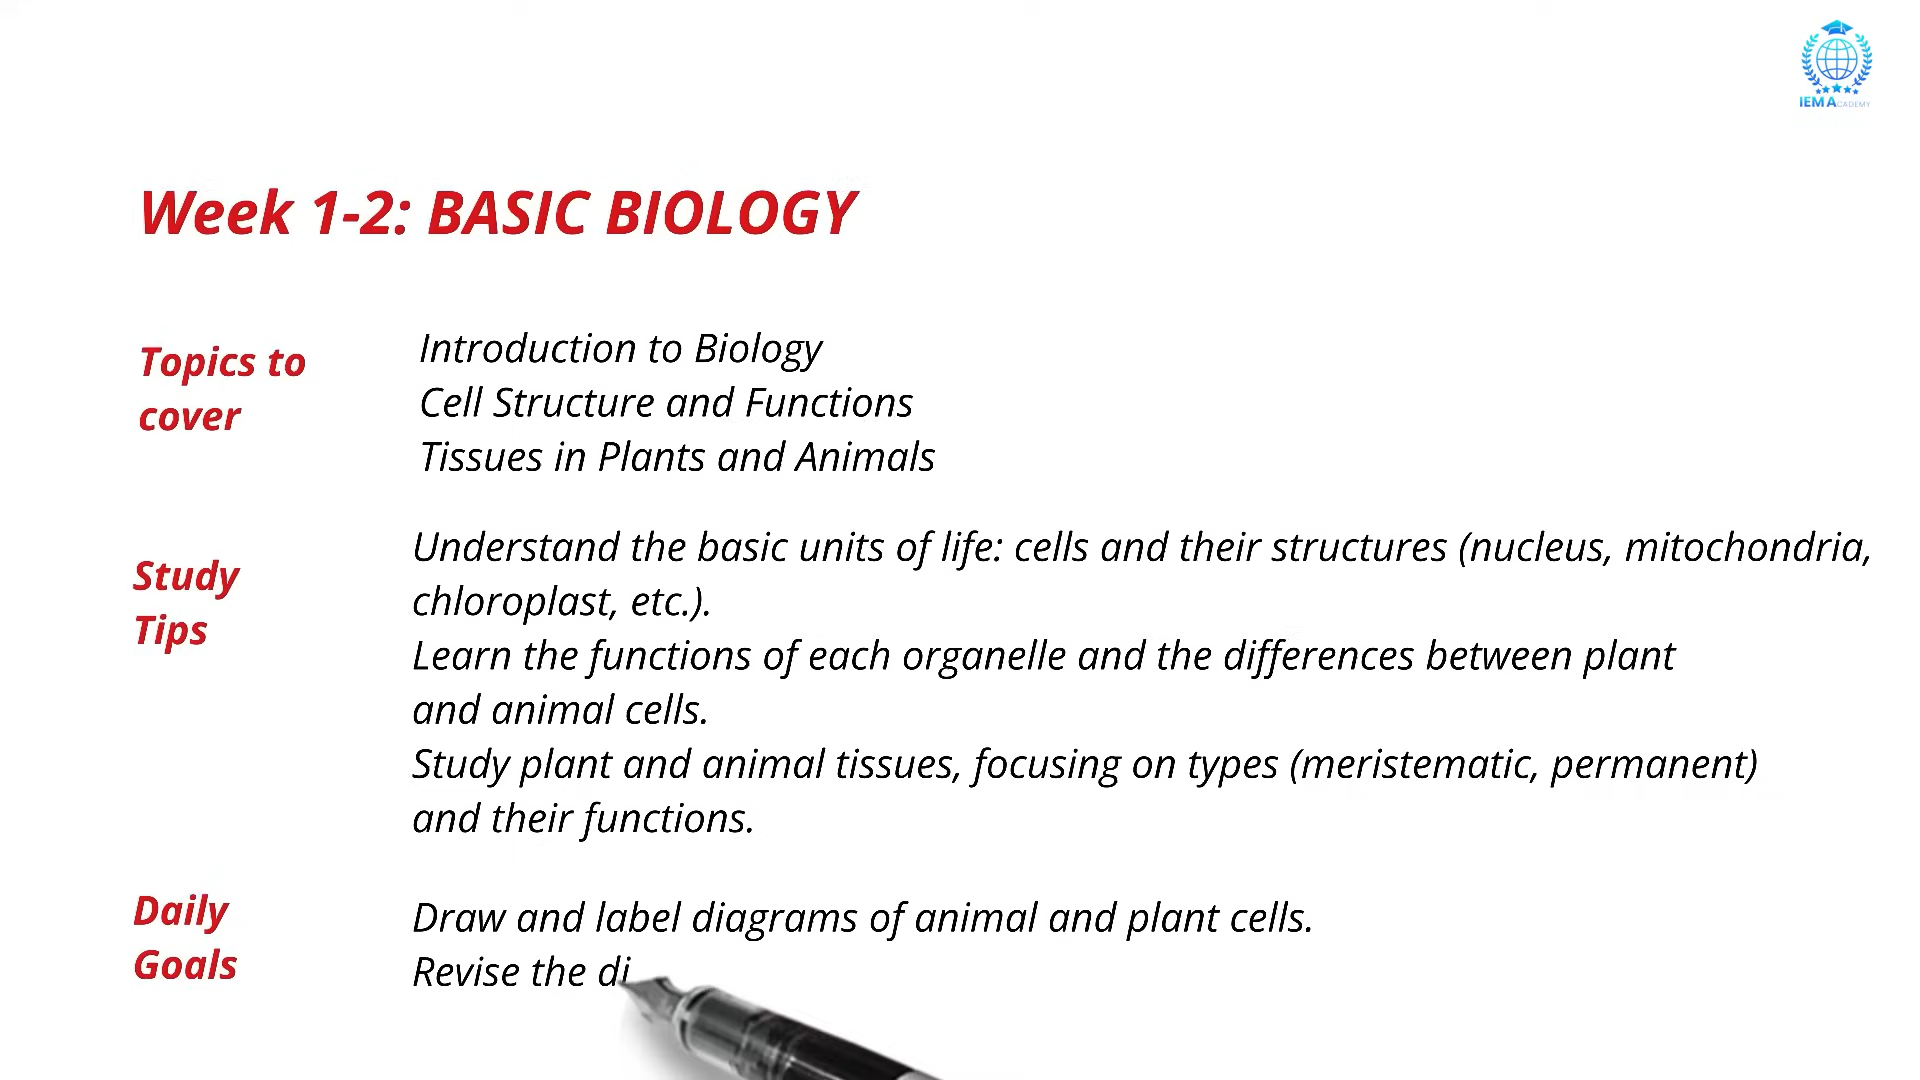 IEMACADEMY
Week 1-2: BASIC BIOLOGY
Topics to
cover
Introduction to Biology
Cell Structure and Functions
Tissues in Plants and Animals
Study
Tips
Understand the basic units of life: cells and their structures (nucleus, mitochondria,
chloroplast, etc.).
Learn the functions of each organelle and the differences between plant
and animal cells.
Study plant and animal tissues, focusing on types (meristematic, permanent)
and their functions.
Daily
Goals
Draw and label diagrams of animal and plant cells.
Revise the di